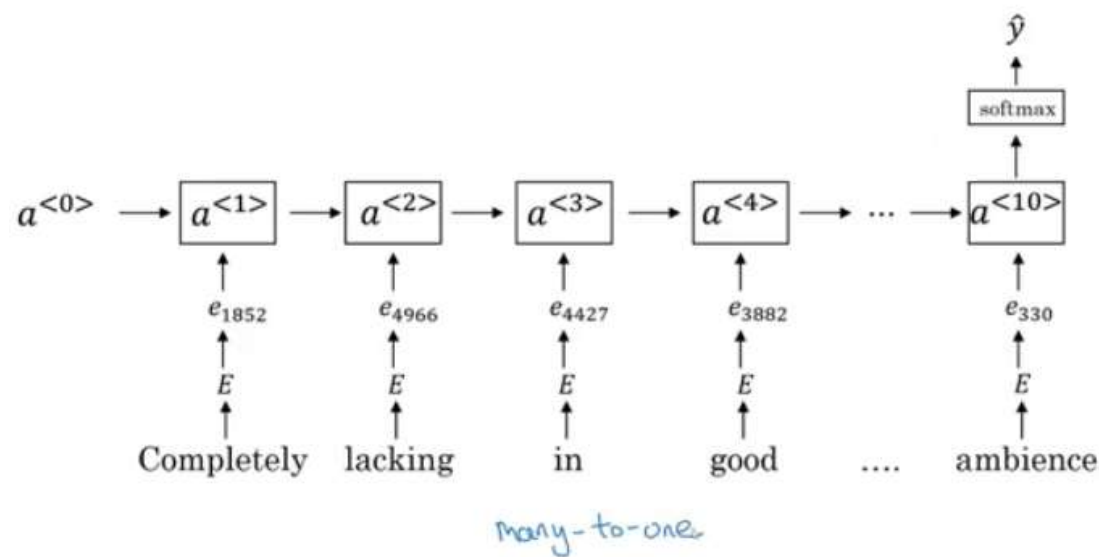 ŷ
softmax
a<0> a<1> a<2> a<3> a<4> ... a<10>
e1852 e4966 e4427 e3882 e330
E E E E E
Completely lacking in good .... ambience
many-to-one